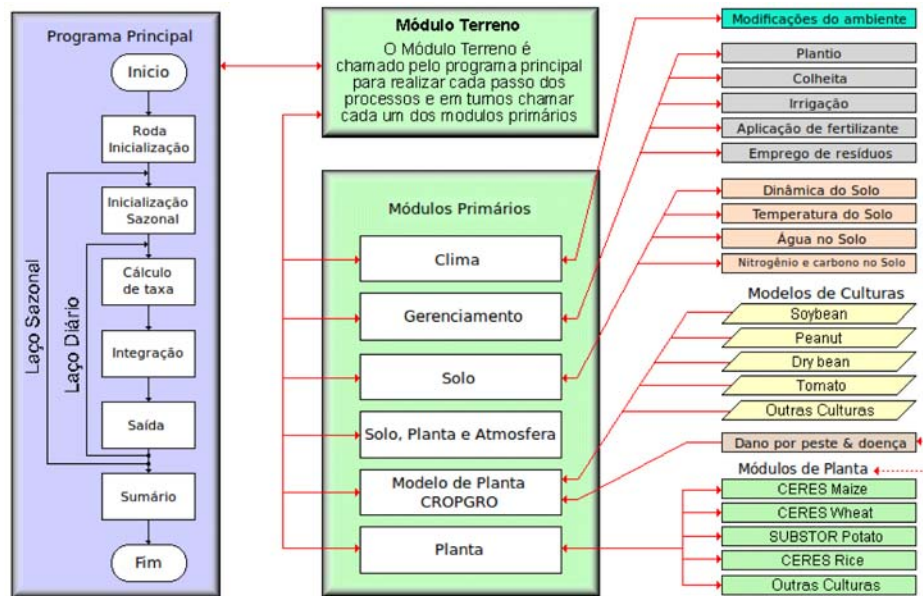 Programa Principal
Inicio
Roda
Inicialização
Inicialização
Sazonal
Cálculo
de taxa
Integração
Saída
Sumário
Fim
Laço Sazonal
Laço Diário
Módulo Terreno
O Módulo Terreno é
chamado pelo programa principal
para realizar cada passo dos
processos e em turnos chamar
cada um dos modulos primários
Módulos Primários
Clima
Gerenciamento
Solo
Solo, Planta e Atmosfera
Modelo de Planta
CROPGRO
Planta
Modificações do ambiente
Plantio
Colheita
Irrigação
Aplicação de fertilizante
Emprego de resíduos
Dinâmica do Solo
Temperatura do Solo
Água no Solo
Nitrogênio e carbono no Solo
Modelos de Culturas
Soybean
Peanut
Dry bean
Tomato
Outras Culturas
Dano por peste & doença
Módulos de Planta
CERES Maize
CERES Wheat
SUBSTOR Potato
CERES Rice
Outras Culturas